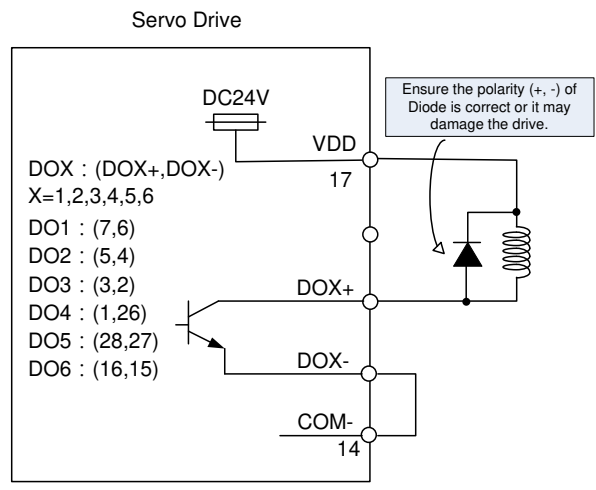 Servo Drive
DC24V
Ensure the polarity (+, -) of
Diode is correct or it may
damage the drive.
VDD
17
DOX : (DOX+,DOX-)
X=1,2,3,4,5,6
DO1 : (7,6)
DO2 : (5,4)
DO3 : (3,2)
DO4 : (1,26)
DO5 : (28,27)
DO6 : (16,15)
DOX+
DOX-
COM-
14